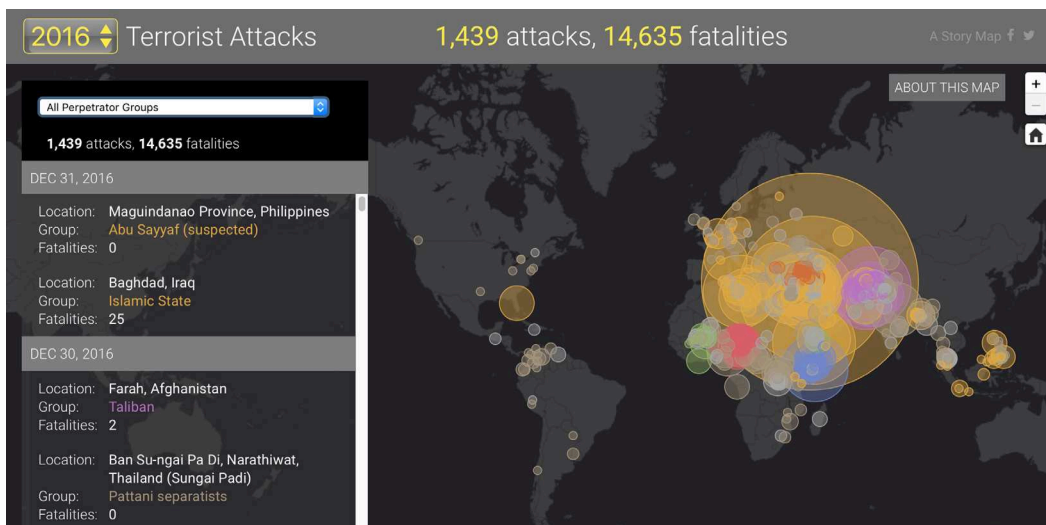 2016 Terrorist Attacks
1,439 attacks, 14,635 fatalities
A Story Map
ABOUT THIS MAP
+
–
All Perpetrator Groups
1,439 attacks, 14,635 fatalities
DEC 31, 2016
Location: Maguindanao Province, Philippines
Group: Abu Sayyaf (suspected)
Fatalities: 0
Location: Baghdad, Iraq
Group: Islamic State
Fatalities: 25
DEC 30, 2016
Location: Farah, Afghanistan
Group: Taliban
Fatalities: 2
Location: Ban Su-ngai Pa Di, Narathiwat,
Thailand (Sungai Padi)
Group: Pattani separatists
Fatalities: 0